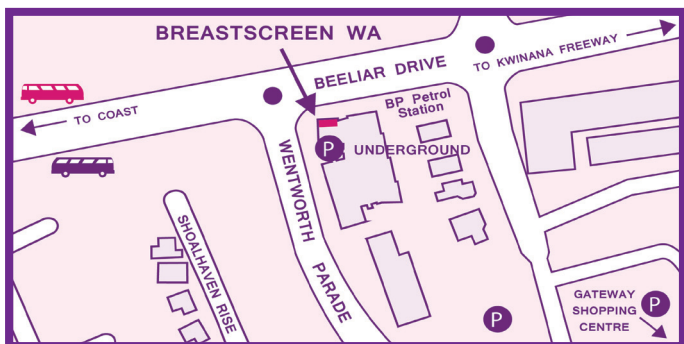 BREASTSCREEN WA
BEELIAR DRIVE
TO KWINANA FREEWAY
TO COAST
BP Petrol
Station
P UNDERGROUND
WENTWORTH PARADE
SHOALHAVEN RISE
P
GATEWAY
SHOPPING
CENTRE
P